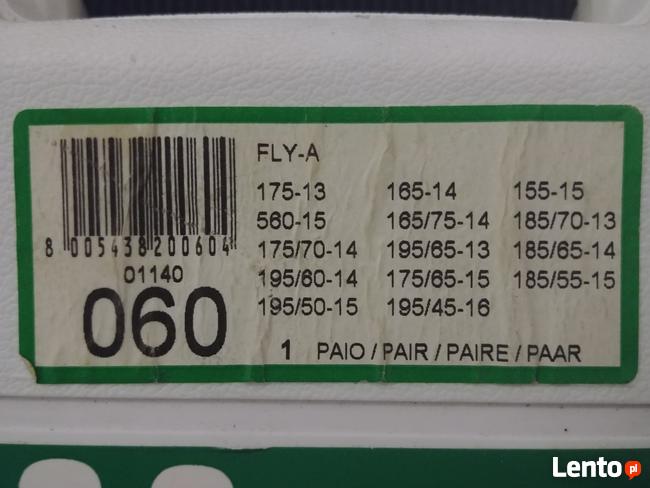 FLY-A
175-13 165-14 155-15
560-15 165/75-14 185/70-13
175/70-14 195/65-13 185/65-14
195/60-14 175/65-15 185/55-15
195/50-15 195/45-16
8 005438 200604
01140
060
1 PAIO / PAIR / PAIRE / PAAR
Lento pl